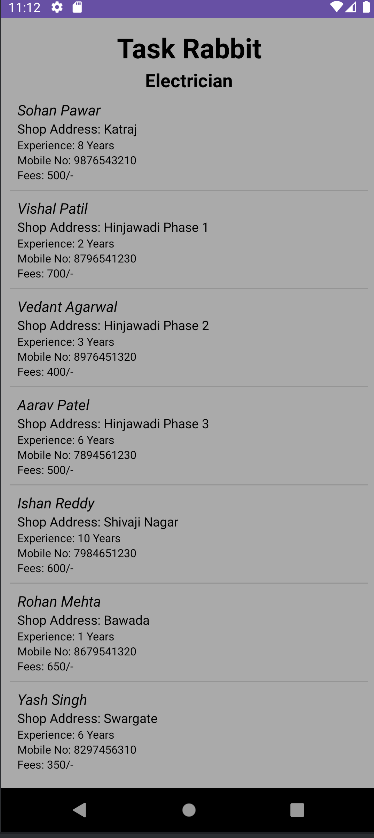 11:12
Task Rabbit
Electrician
Sohan Pawar
Shop Address: Katraj
Experience: 8 Years
Mobile No: 9876543210
Fees: 500/-
Vishal Patil
Shop Address: Hinjawadi Phase 1
Experience: 2 Years
Mobile No: 8796541230
Fees: 700/-
Vedant Agarwal
Shop Address: Hinjawadi Phase 2
Experience: 3 Years
Mobile No: 8976451320
Fees: 400/-
Aarav Patel
Shop Address: Hinjawadi Phase 3
Experience: 6 Years
Mobile No: 7894561230
Fees: 500/-
Ishan Reddy
Shop Address: Shivaji Nagar
Experience: 10 Years
Mobile No: 7984651230
Fees: 600/-
Rohan Mehta
Shop Address: Bawada
Experience: 1 Years
Mobile No: 8679541320
Fees: 650/-
Yash Singh
Shop Address: Swargate
Experience: 6 Years
Mobile No: 8297456310
Fees: 350/-